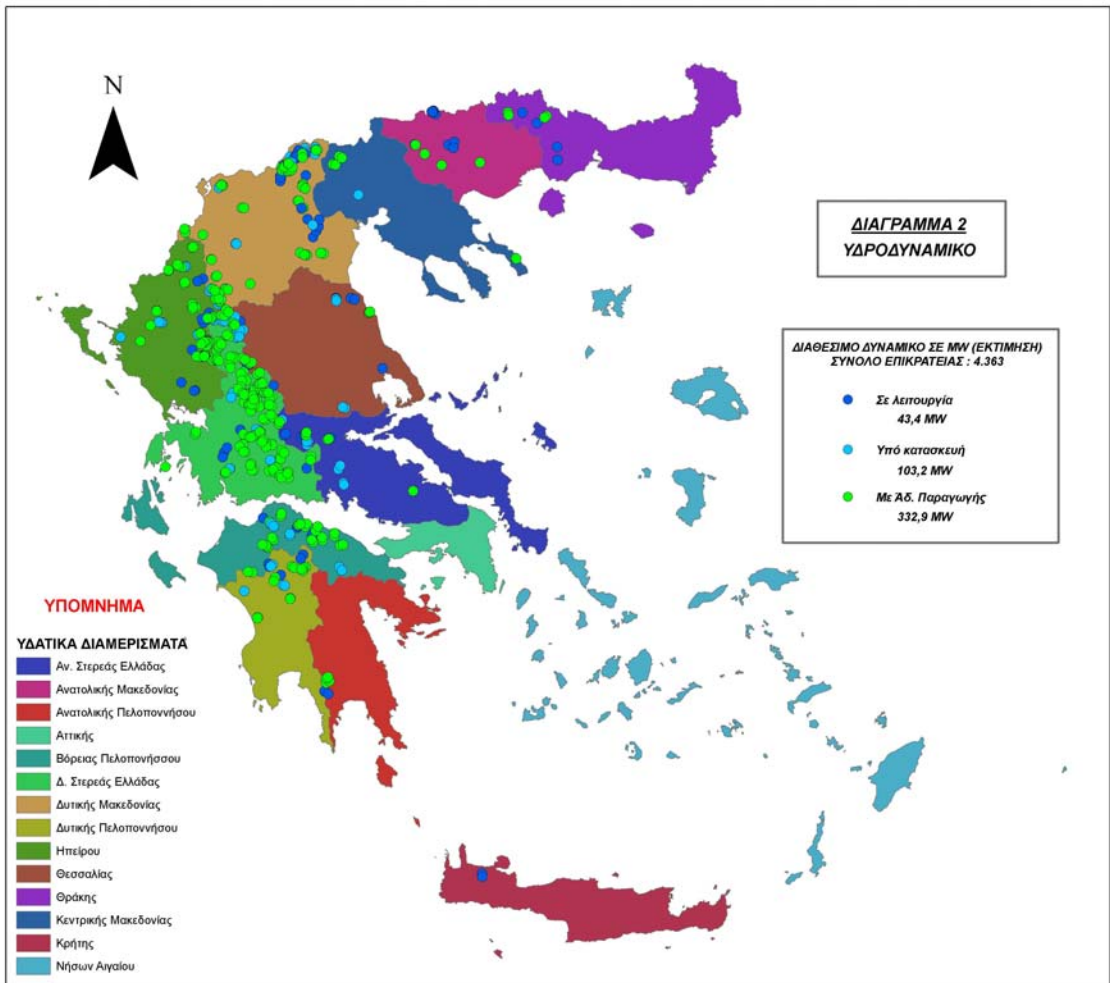 N
ΔΙΑΓΡΑΜΜΑ 2
ΥΔΡΟΔΥΝΑΜΙΚΟ
ΔΙΑΘΕΣΙΜΟ ΔΥΝΑΜΙΚΟ ΣΕ MW (ΕΚΤΙΜΗΣΗ)
ΣΥΝΟΛΟ ΕΠΙΚΡΑΤΕΙΑΣ : 4.363
Σε λειτουργία
43,4 MW
Υπό κατασκευή
103,2 MW
Με Άδ. Παραγωγής
332,9 MW
ΥΠΟΜΝΗΜΑ
ΥΔΑΤΙΚΑ ΔΙΑΜΕΡΙΣΜΑΤΑ
Αν. Στερεάς Ελλάδας
Ανατολικής Μακεδονίας
Ανατολικής Πελοποννήσου
Αττικής
Βόρειας Πελοπόννησσου
Δ. Στερεάς Ελλάδας
Δυτικής Μακεδονίας
Δυτικής Πελοποννήσου
Ηπείρου
Θεσσαλίας
Θράκης
Κεντρικής Μακεδονίας
Κρήτης
Νήσων Αιγαίου